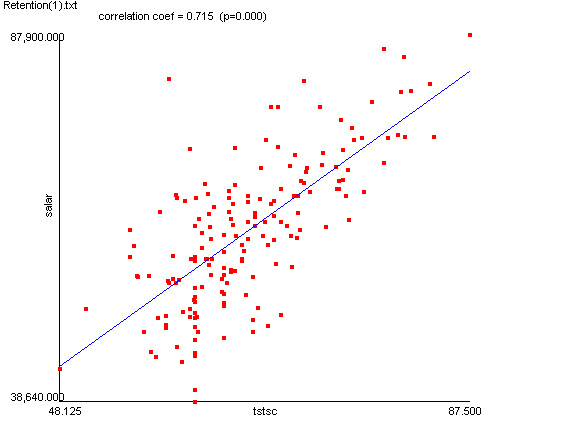 Retention(1).txt
correlation coef = 0.715 (p=0.000)
87,900.000
salar
38,640.000
48.125 tstsc 87.500